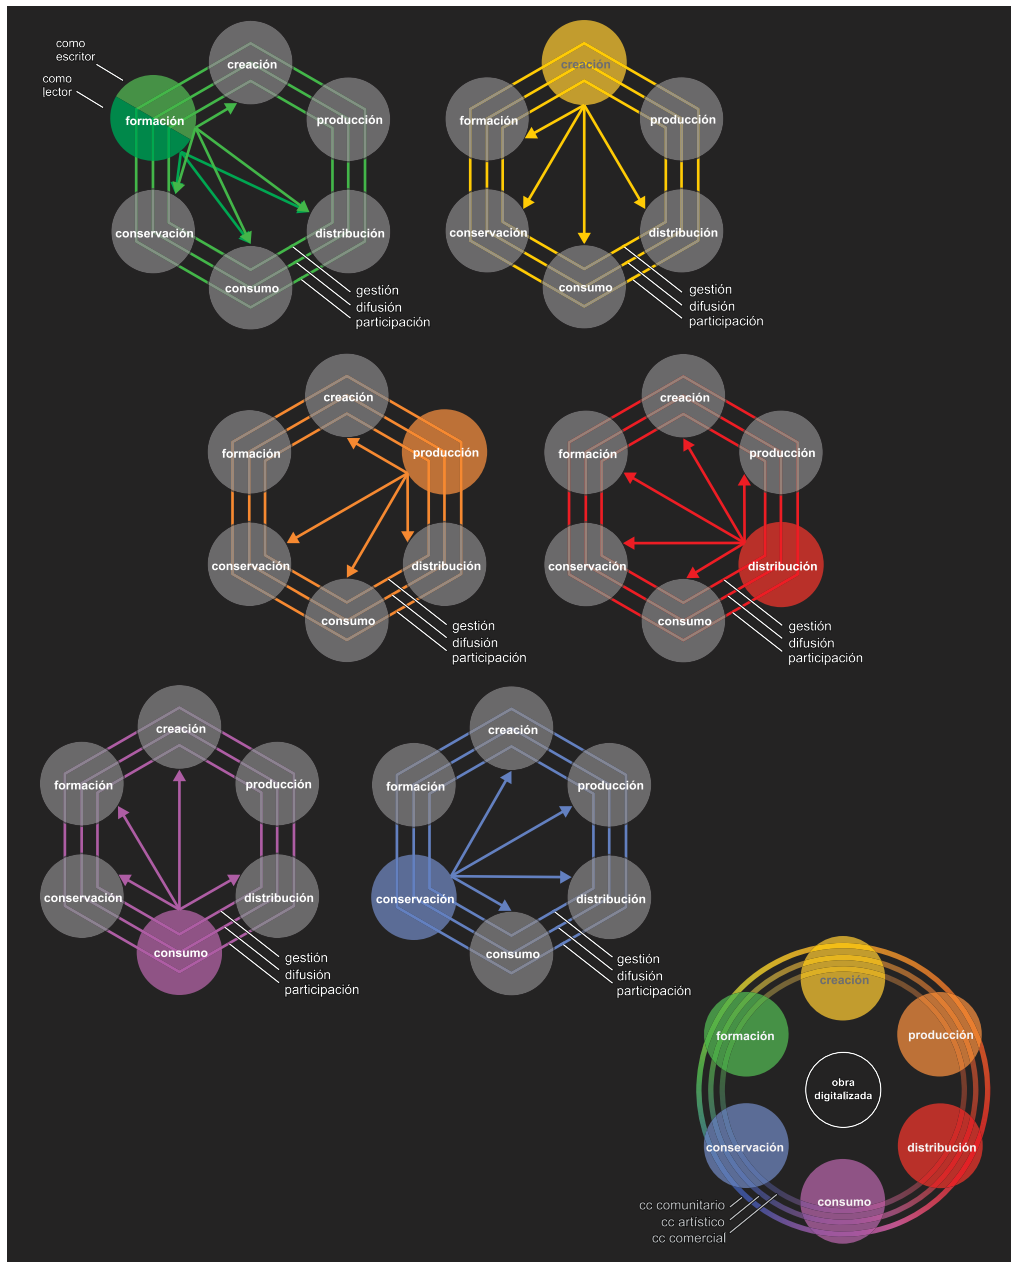 como
escritor
como
lector
creación
formación
producción
conservación
distribución
consumo
gestión
difusión
participación
creación
formación
producción
conservación
distribución
consumo
gestión
difusión
participación
creación
formación
producción
conservación
distribución
consumo
gestión
difusión
participación
creación
formación
producción
conservación
distribución
consumo
gestión
difusión
participación
creación
formación
producción
conservación
distribución
consumo
gestión
difusión
participación
creación
formación
producción
conservación
distribución
consumo
gestión
difusión
participación
creación
formación
producción
obra
digitalizada
conservación
distribución
consumo
cc comunitario
cc artístico
cc comercial